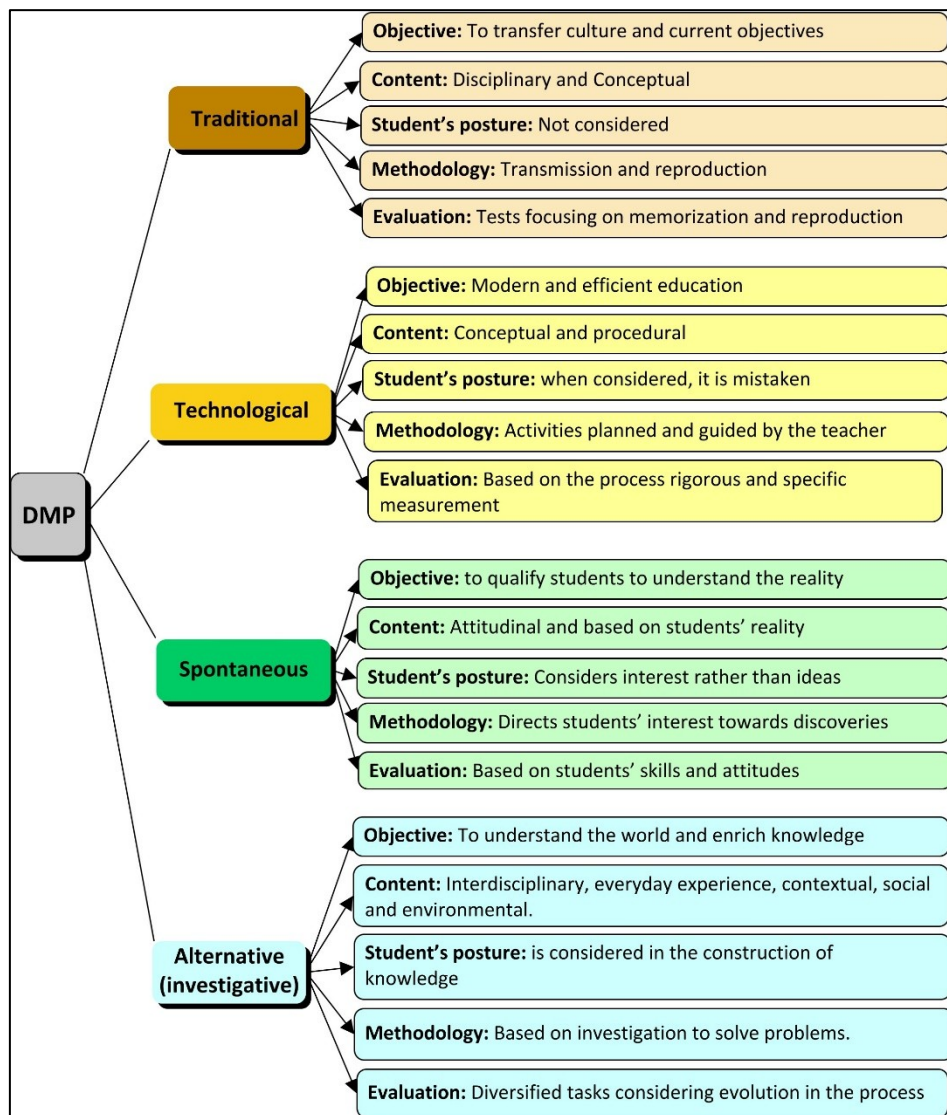 DMP
Traditional
Objective: To transfer culture and current objectives
Content: Disciplinary and Conceptual
Student’s posture: Not considered
Methodology: Transmission and reproduction
Evaluation: Tests focusing on memorization and reproduction
Technological
Objective: Modern and efficient education
Content: Conceptual and procedural
Student’s posture: when considered, it is mistaken
Methodology: Activities planned and guided by the teacher
Evaluation: Based on the process rigorous and specific
measurement
Spontaneous
Objective: to qualify students to understand the reality
Content: Attitudinal and based on students’ reality
Student’s posture: Considers interest rather than ideas
Methodology: Directs students’ interest towards discoveries
Evaluation: Based on students’ skills and attitudes
Alternative
(investigative)
Objective: To understand the world and enrich knowledge
Content: Interdisciplinary, everyday experience, contextual, social
and environmental.
Student’s posture: is considered in the construction of
knowledge
Methodology: Based on investigation to solve problems.
Evaluation: Diversified tasks considering evolution in the process